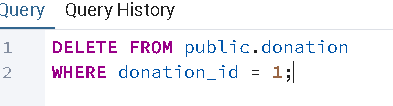 Query Query History
1 DELETE FROM public.donation
2 WHERE donation_id = 1;